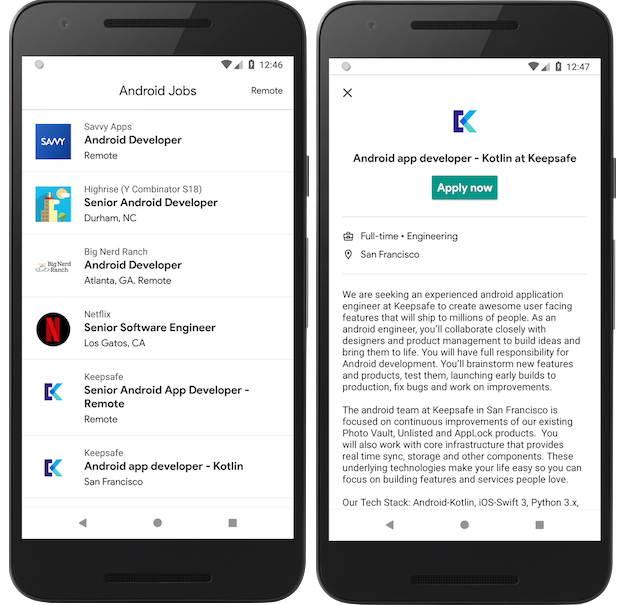 12:46
Android Jobs
Remote
SAVVY
Savvy Apps
Android Developer
Remote
Highrise (Y Combinator S18)
Senior Android Developer
Durham, NC
Big Nerd
Ranch
Big Nerd Ranch
Android Developer
Atlanta, GA. Remote
N
Netflix
Senior Software Engineer
Los Gatos, CA
Keepsafe
Senior Android App Developer -
Remote
Remote
Keepsafe
Android app developer - Kotlin
San Francisco
12:47
Android app developer - Kotlin at Keepsafe
Apply now
Full-time • Engineering
San Francisco
We are seeking an experienced android application
engineer at Keepsafe to create awesome user facing
features that will ship to millions of people. As an
android engineer, you’ll collaborate closely with
designers and product management to build ideas and
bring them to life. You will have full responsibility for
Android development. You’ll brainstorm new features
and products, test them, launching early builds to
production, fix bugs and work on improvements.
The android team at Keepsafe in San Francisco is
focused on continuous improvements of our existing
Photo Vault, Unlisted and AppLock products. You
will also work with core infrastructure that provides
real time sync, storage and other components. These
underlying technologies make your life easy so you can
focus on building features and services people love.
Our Tech Stack: Android-Kotlin, iOS-Swift 3, Python 3.x,